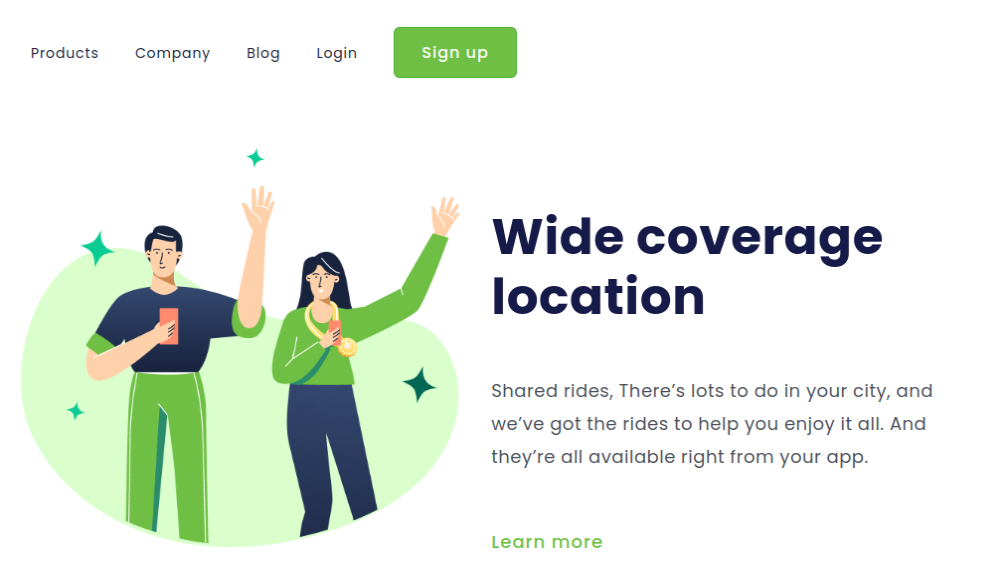 Products Company Blog Login Sign up
Wide coverage
location
Shared rides, There’s lots to do in your city, and
we’ve got the rides to help you enjoy it all. And
they’re all available right from your app.
Learn more